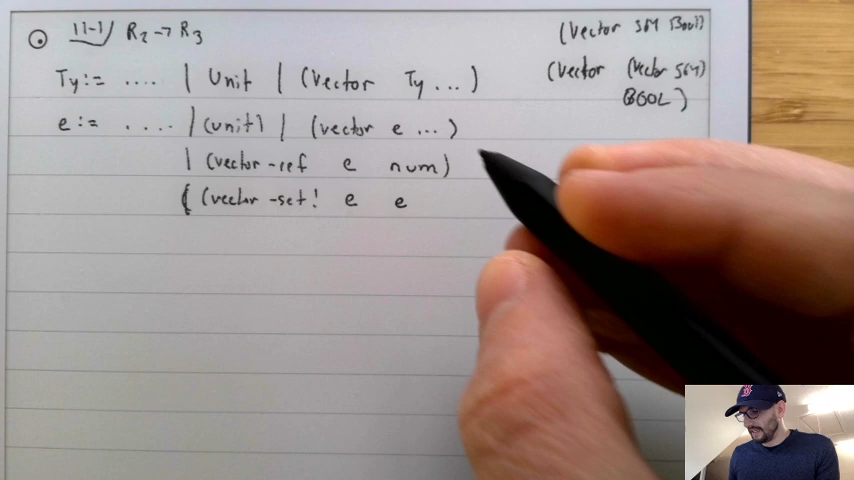 11-1/ R2 → R3
(Vector S64 Bool)
Ty := .... | Unit | (Vector Ty ...)
(Vector (Vector S64)
BOOL)
e := .... | (unit) | (vector e ...)
| (vector-ref e num)
| (vector-set! e e